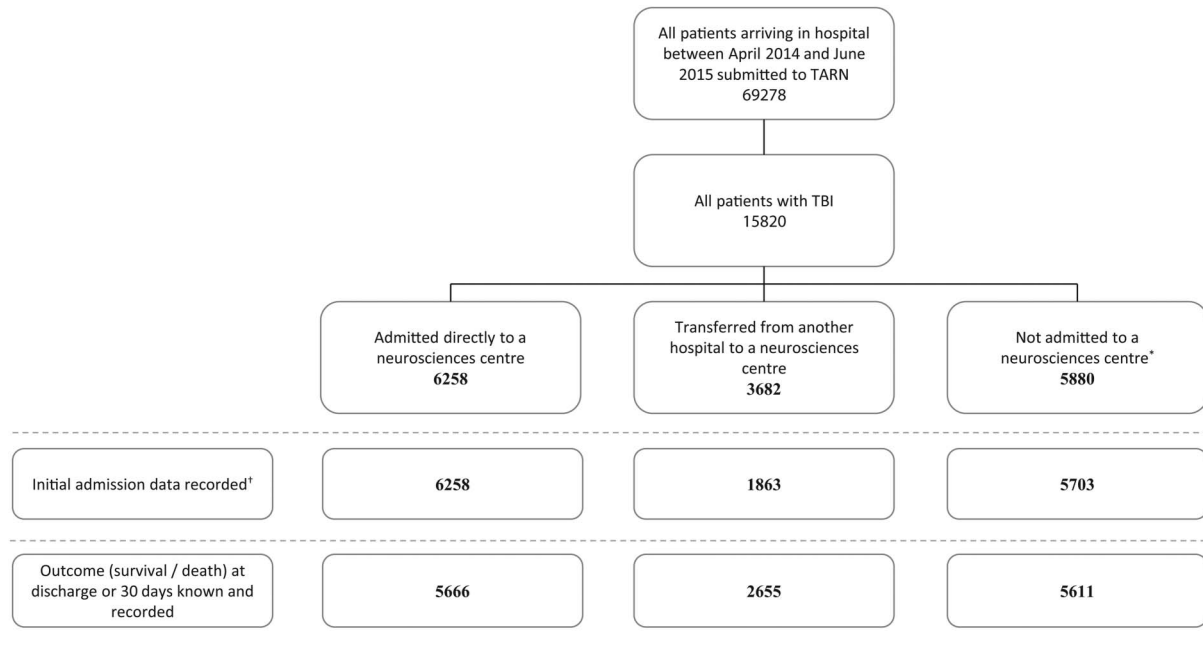 All patients arriving in hospital
between April 2014 and June
2015 submitted to TARN
69278
All patients with TBI
15820
Admitted directly to a
neurosciences centre
6258
Transferred from another
hospital to a neurosciences
centre
3682
Not admitted to a
neurosciences centre*
5880
Initial admission data recorded†
6258
1863
5703
Outcome (survival / death) at
discharge or 30 days known and
recorded
5666
2655
5611